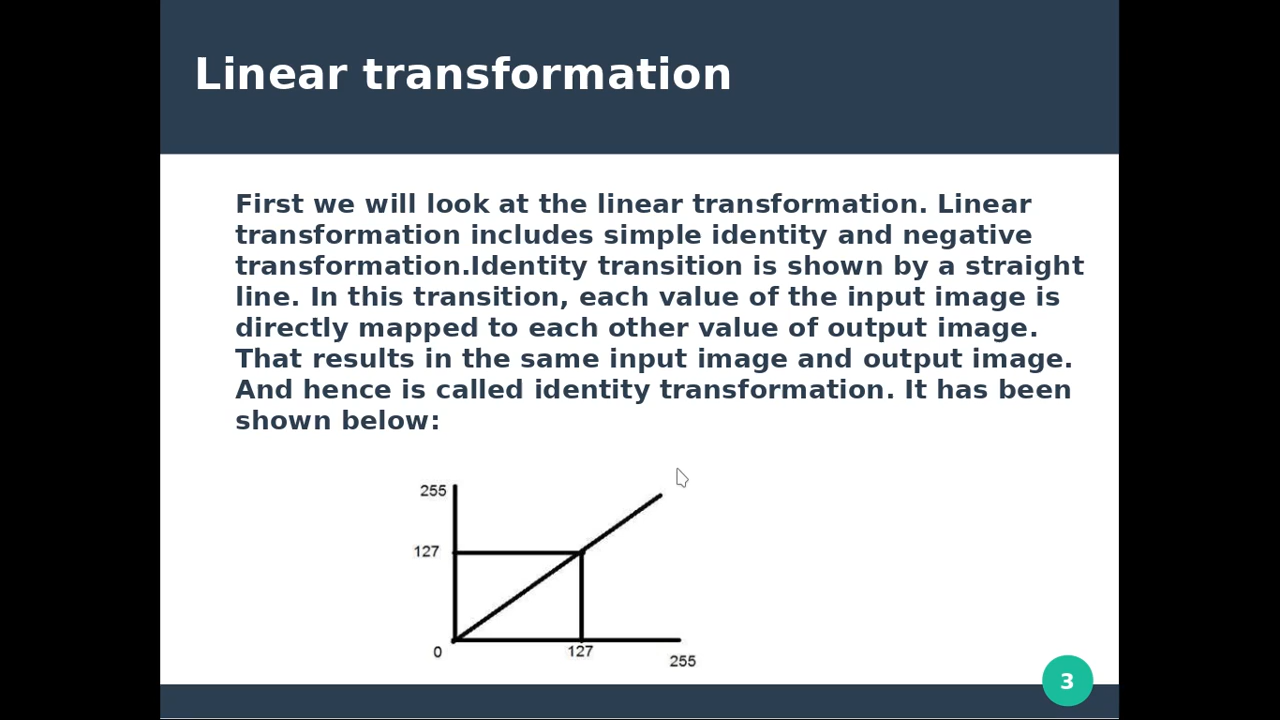 Linear transformation
First we will look at the linear transformation. Linear
transformation includes simple identity and negative
transformation.Identity transition is shown by a straight
line. In this transition, each value of the input image is
directly mapped to each other value of output image.
That results in the same input image and output image.
And hence is called identity transformation. It has been
shown below:
255
127
0
127
255
3